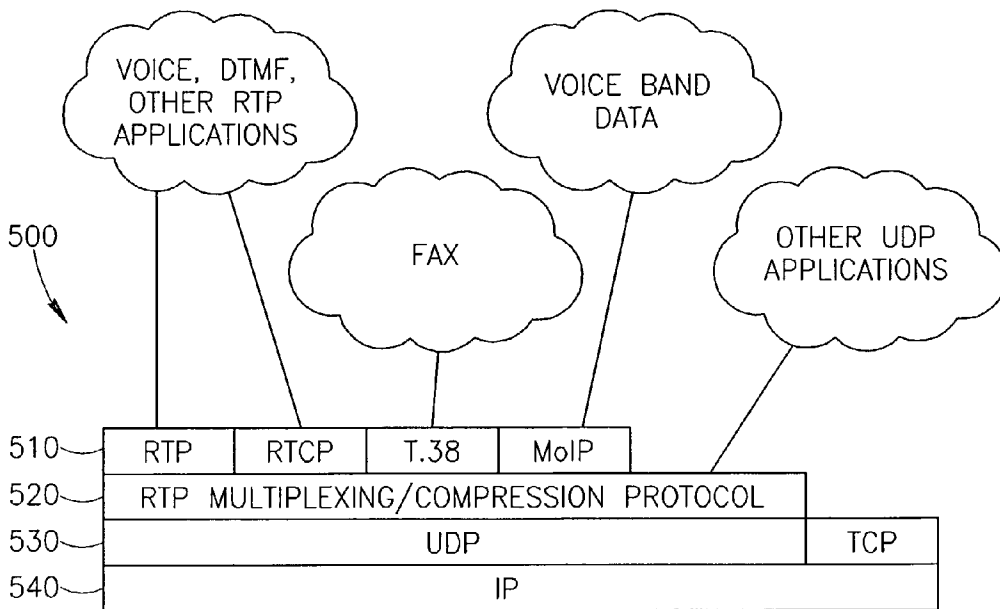 VOICE, DTMF,
OTHER RTP
APPLICATIONS
VOICE BAND
DATA
500
FAX
OTHER UDP
APPLICATIONS
510 RTP RTCP T.38 MoIP
520 RTP MULTIPLEXING/COMPRESSION PROTOCOL
530 UDP TCP
540 IP